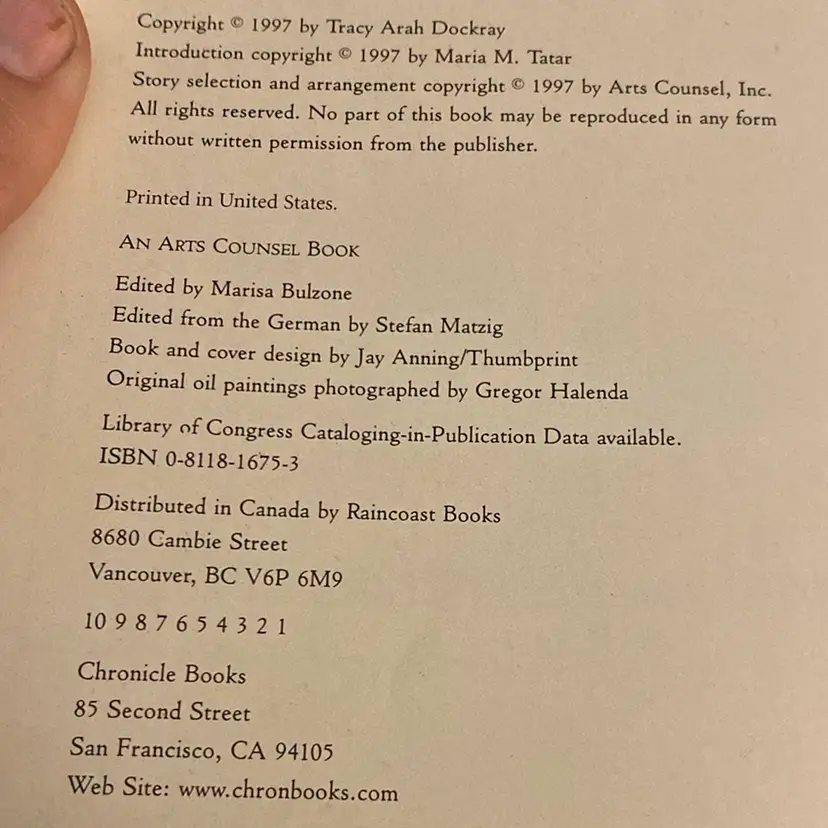 Copyright © 1997 by Tracy Arah Dockray
Introduction copyright © 1997 by Maria M. Tatar
Story selection and arrangement copyright © 1997 by Arts Counsel, Inc.
All rights reserved. No part of this book may be reproduced in any form
without written permission from the publisher.
Printed in United States.
AN ARTS COUNSEL BOOK
Edited by Marisa Bulzone
Edited from the German by Stefan Matzig
Book and cover design by Jay Anning/Thumbprint
Original oil paintings photographed by Gregor Halenda
Library of Congress Cataloging-in-Publication Data available.
ISBN 0-8118-1675-3
Distributed in Canada by Raincoast Books
8680 Cambie Street
Vancouver, BC V6P 6M9
10 9 8 7 6 5 4 3 2 1
Chronicle Books
85 Second Street
San Francisco, CA 94105
Web Site: www.chronbooks.com